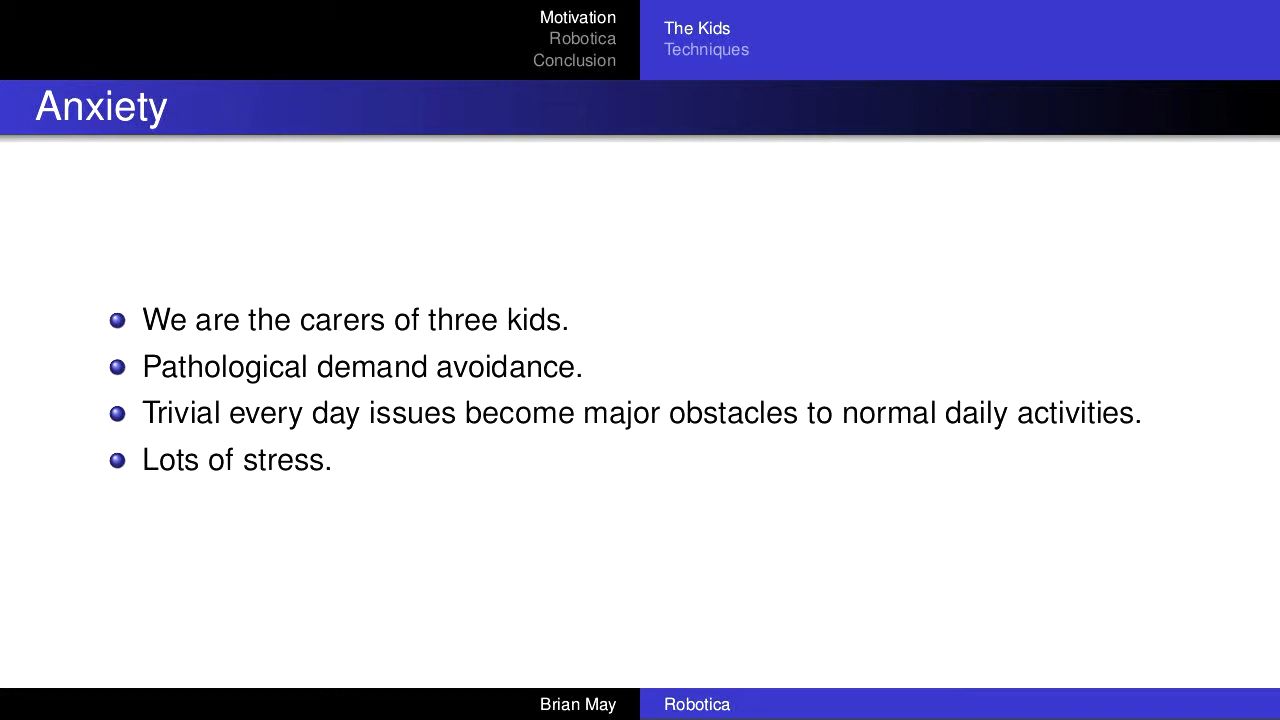 Motivation
Robotica
Conclusion
The Kids
Techniques
Anxiety
We are the carers of three kids.
Pathological demand avoidance.
Trivial every day issues become major obstacles to normal daily activities.
Lots of stress.
Brian May
Robotica